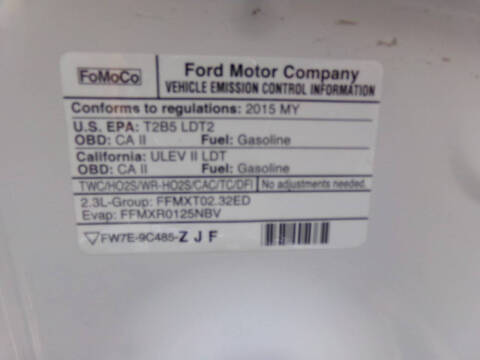 FoMoCo
Ford Motor Company
VEHICLE EMISSION CONTROL INFORMATION
Conforms to regulations: 2015 MY
U.S. EPA: T2B5 LDT2
OBD: CA II Fuel: Gasoline
California: ULEV II LDT
OBD: CA II Fuel: Gasoline
TWC/HO2S/WR-HO2S/CAC/TC/DFI No adjustments needed.
2.3L-Group: FFMXT02.32ED
Evap: FFMXR0125NBV
FW7E-9C485-ZJF